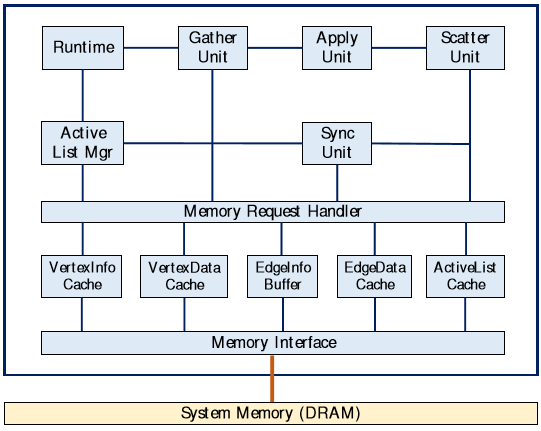 Runtime
Gather
Unit
Apply
Unit
Scatter
Unit
Active
List Mgr
Sync
Unit
Memory Request Handler
VertexInfo
Cache
VertexData
Cache
EdgeInfo
Buffer
EdgeData
Cache
ActiveList
Cache
Memory Interface
System Memory (DRAM)